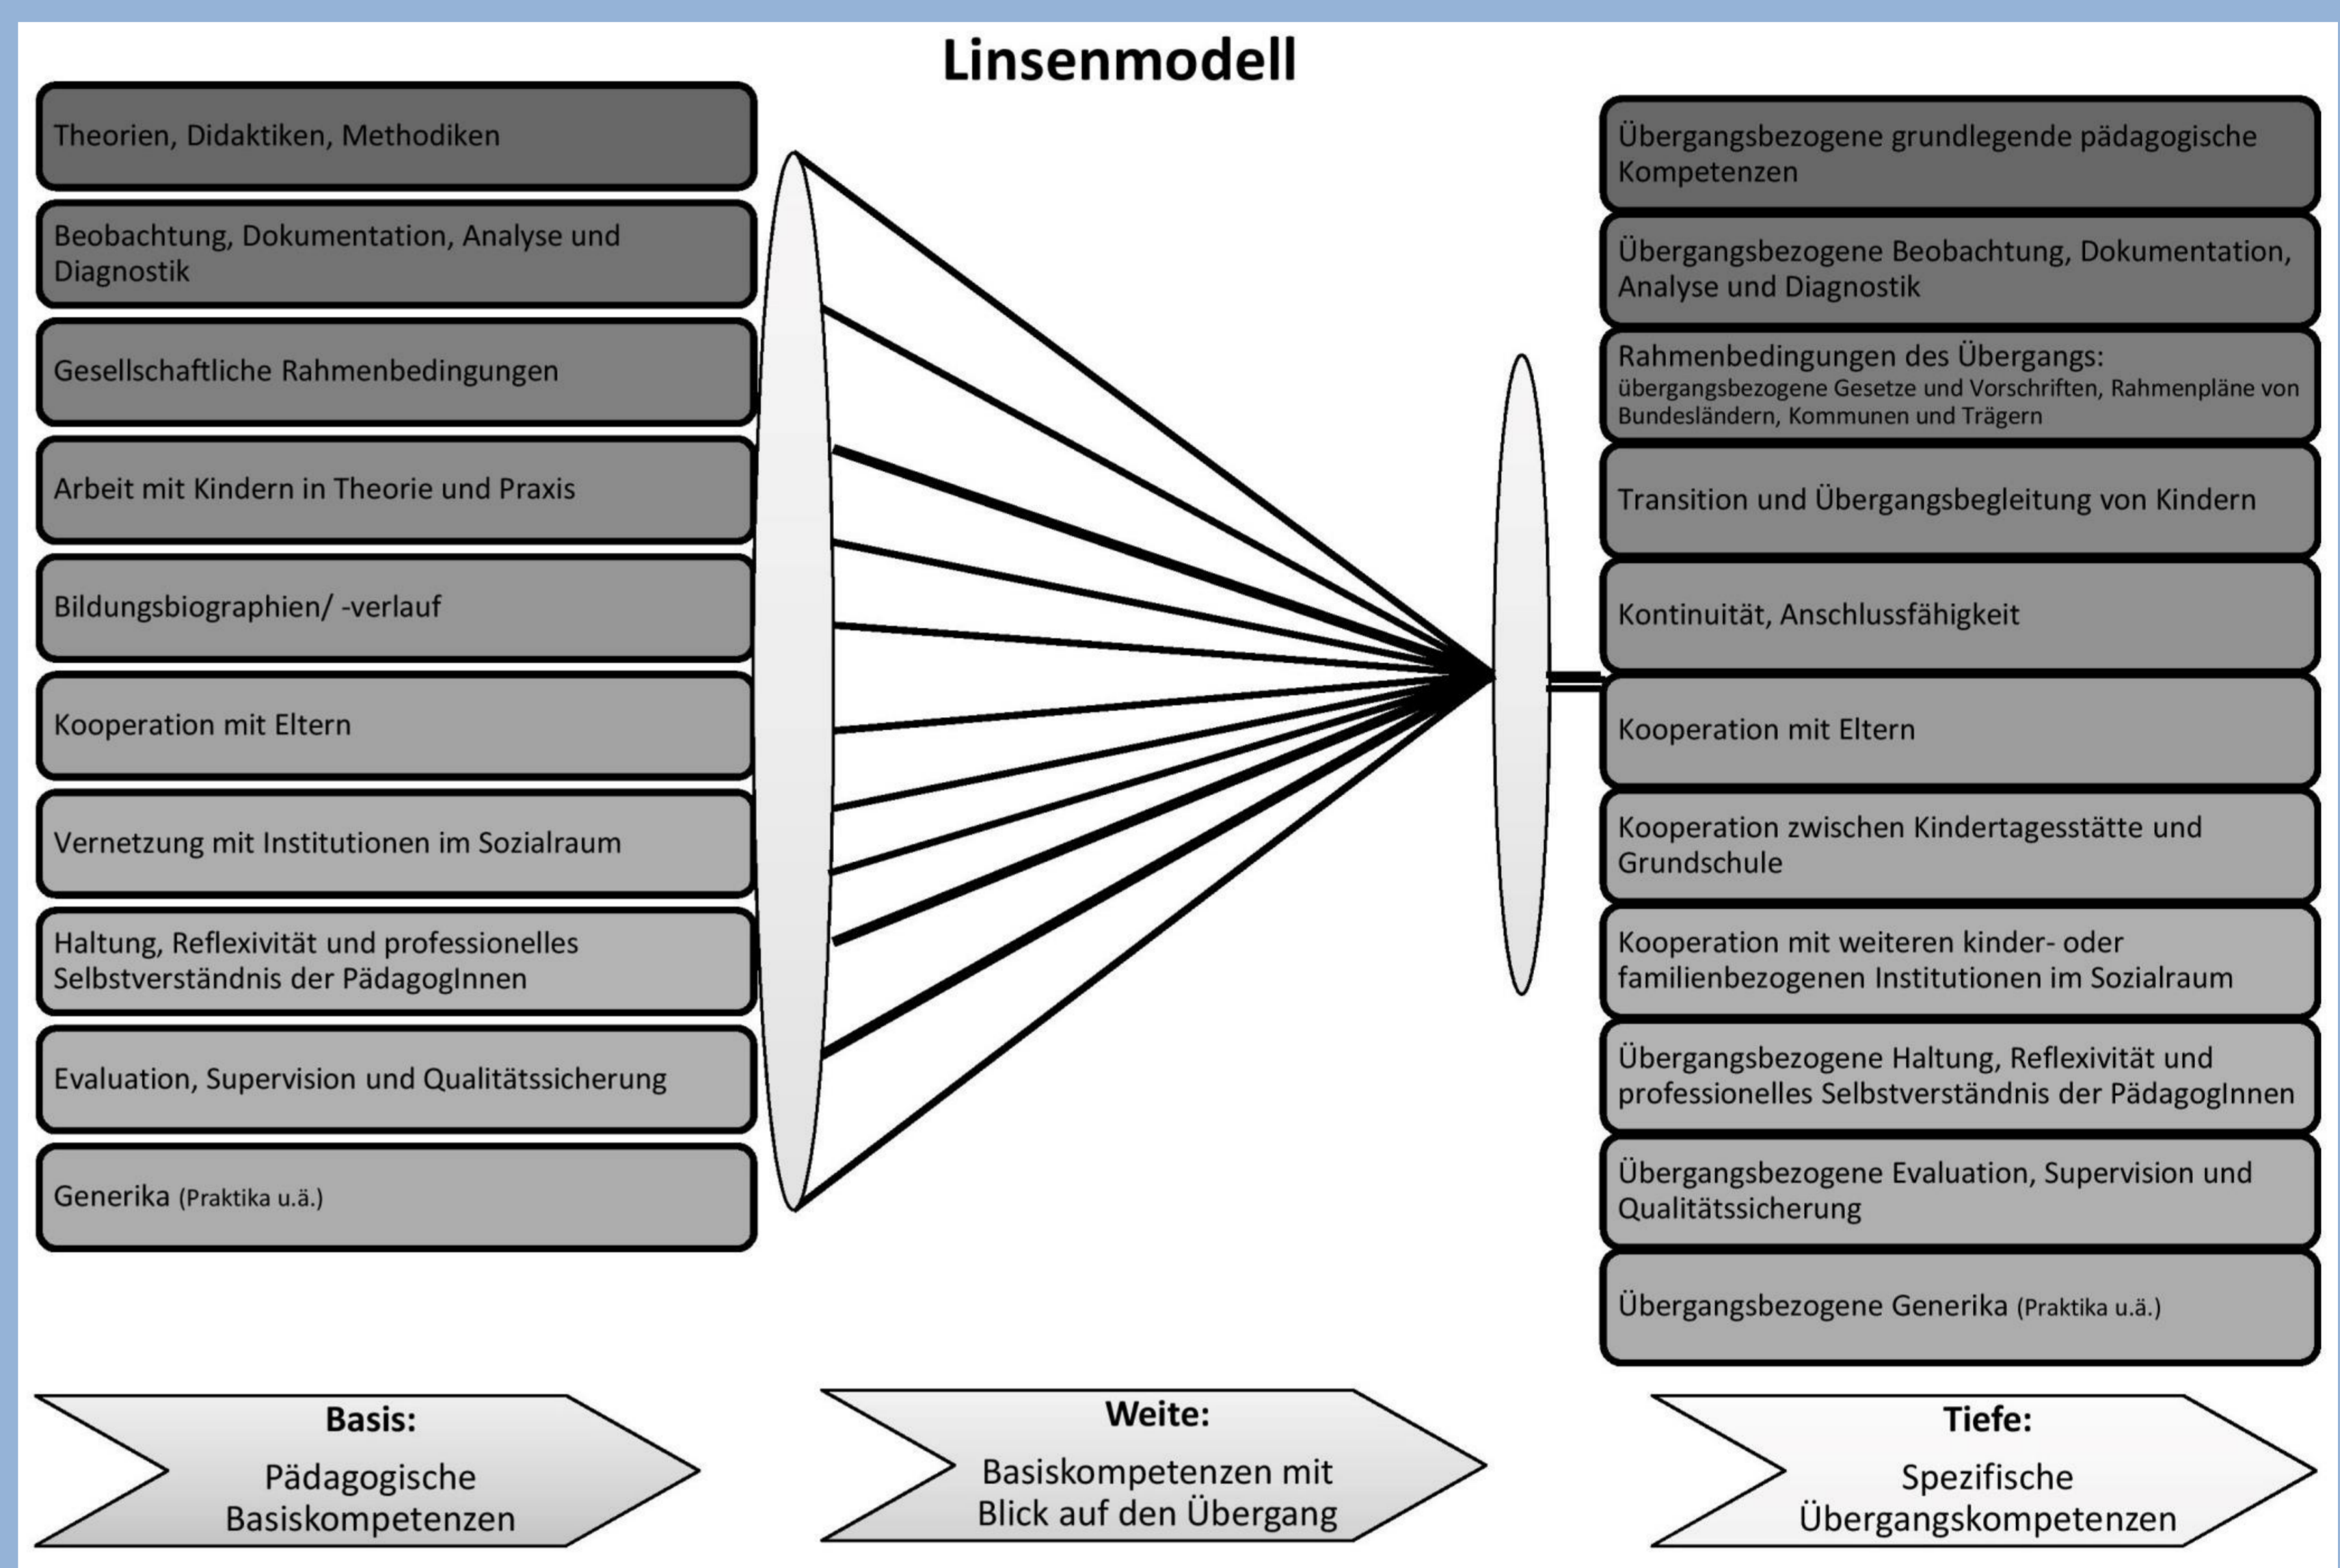 Linsenmodell
Theorien, Didaktiken, Methodiken
Beobachtung, Dokumentation, Analyse und
Diagnostik
Gesellschaftliche Rahmenbedingungen
Arbeit mit Kindern in Theorie und Praxis
Bildungsbiographien/ -verlauf
Kooperation mit Eltern
Vernetzung mit Institutionen im Sozialraum
Haltung, Reflexivität und professionelles
Selbstverständnis der PädagogInnen
Evaluation, Supervision und Qualitätssicherung
Generika (Praktika u.ä.)
Übergangsbezogene grundlegende pädagogische
Kompetenzen
Übergangsbezogene Beobachtung, Dokumentation,
Analyse und Diagnostik
Rahmenbedingungen des Übergangs:
übergangsbezogene Gesetze und Vorschriften, Rahmenpläne von
Bundesländern, Kommunen und Trägern
Transition und Übergangsbegleitung von Kindern
Kontinuität, Anschlussfähigkeit
Kooperation mit Eltern
Kooperation zwischen Kindertagesstätte und
Grundschule
Kooperation mit weiteren kinder- oder
familienbezogenen Institutionen im Sozialraum
Übergangsbezogene Haltung, Reflexivität und
professionelles Selbstverständnis der PädagogInnen
Übergangsbezogene Evaluation, Supervision und
Qualitätssicherung
Übergangsbezogene Generika (Praktika u.ä.)
Basis:
Pädagogische
Basiskompetenzen
Weite:
Basiskompetenzen mit
Blick auf den Übergang
Tiefe:
Spezifische
Übergangskompetenzen